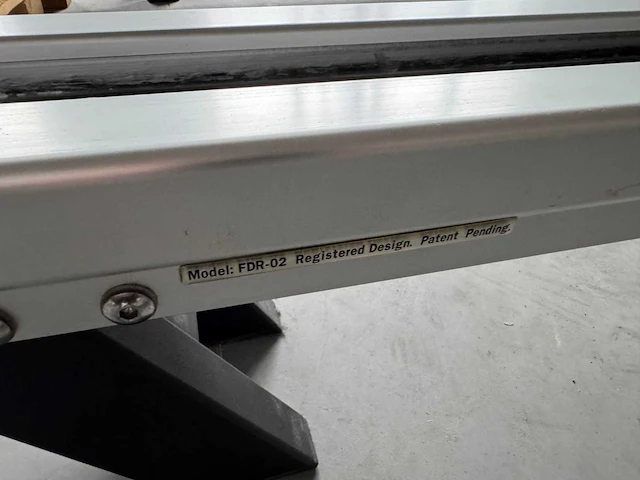 Model: FDR-02 Registered Design. Patent Pending.